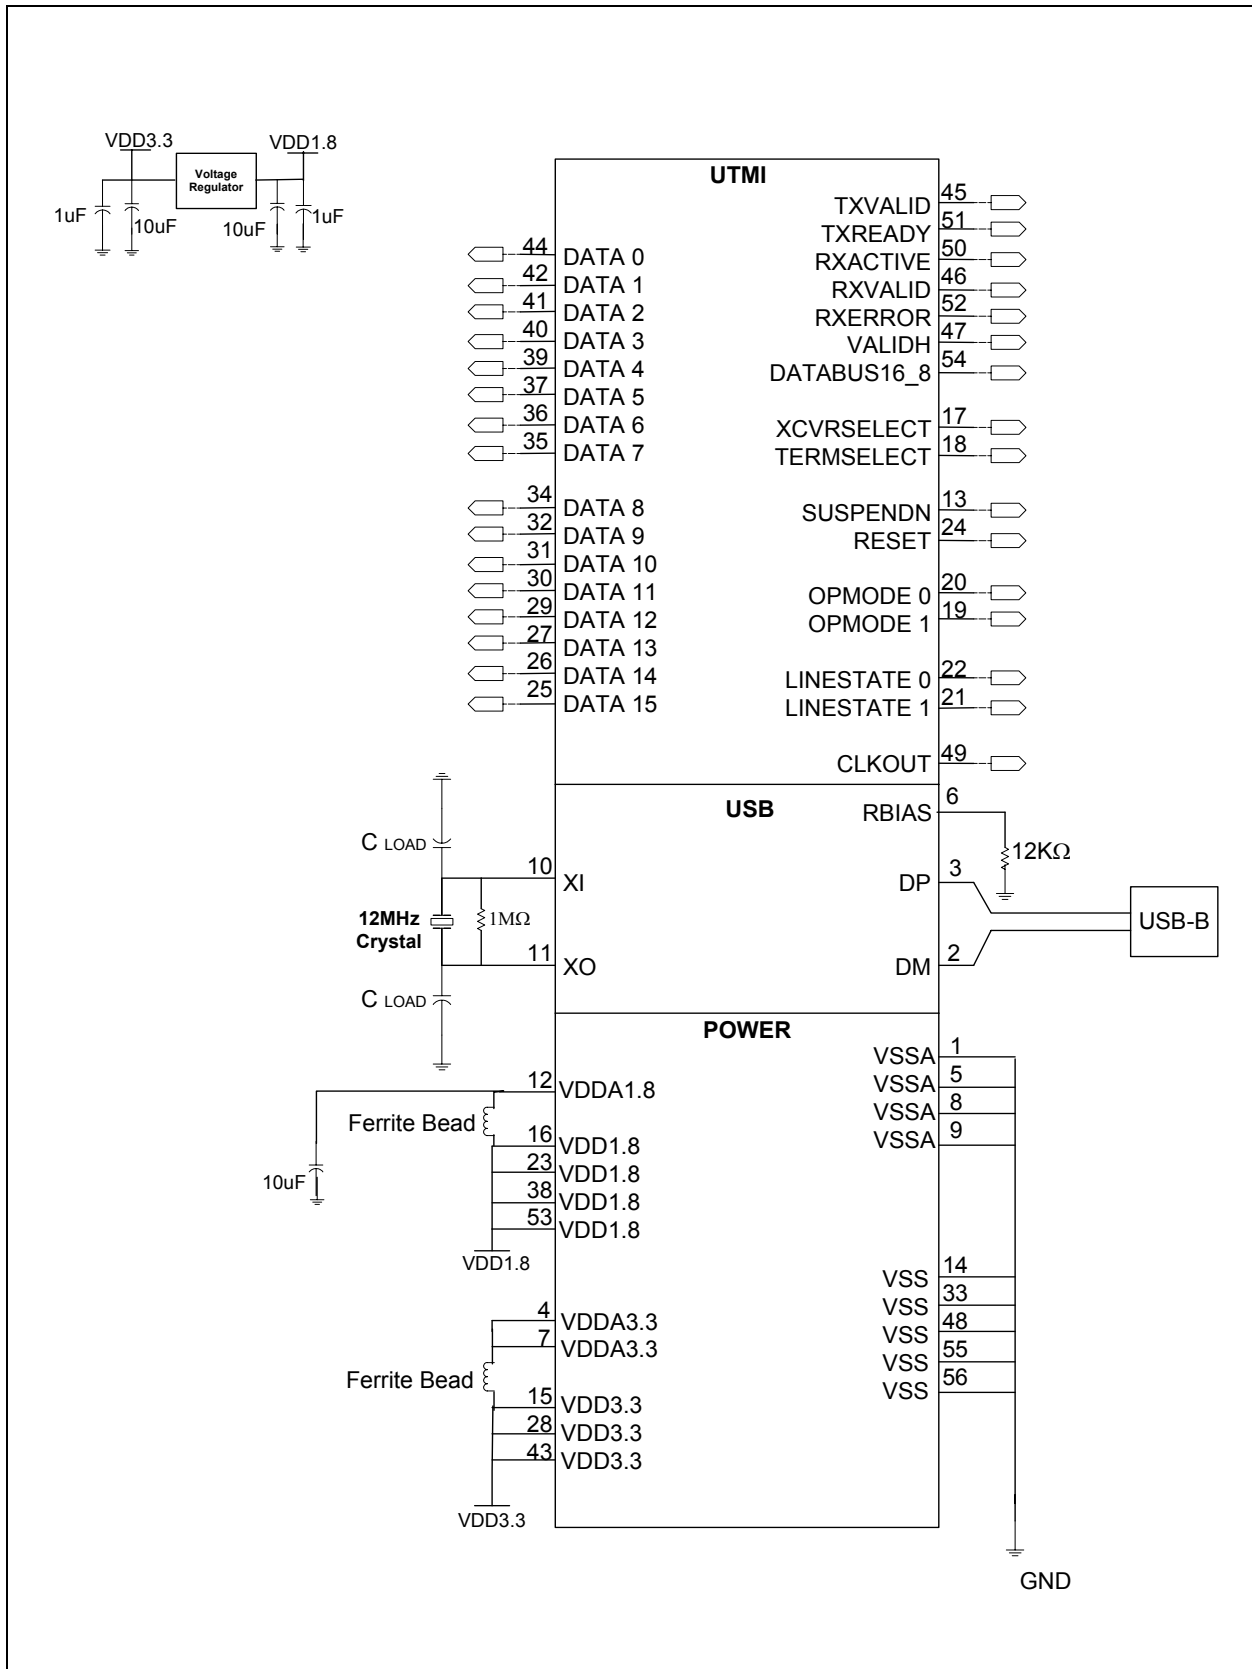 VDD3.3 VDD1.8
Voltage
Regulator
1uF 10uF 10uF 1uF
UTMI
44 DATA 0
42 DATA 1
41 DATA 2
40 DATA 3
39 DATA 4
37 DATA 5
36 DATA 6
35 DATA 7
34 DATA 8
32 DATA 9
31 DATA 10
30 DATA 11
29 DATA 12
27 DATA 13
26 DATA 14
25 DATA 15
TXVALID 45
TXREADY 51
RXACTIVE 50
RXVALID 46
RXERROR 52
VALIDH 47
DATABUS16_8 54
XCVRSELECT 17
TERMSELECT 18
SUSPENDN 13
RESET 24
OPMODE 0 20
OPMODE 1 19
LINESTATE 0 22
LINESTATE 1 21
CLKOUT 49
USB
C LOAD
10 XI
12MHz
Crystal
1MΩ
11 XO
C LOAD
RBIAS 6
12KΩ
DP 3
USB-B
DM 2
POWER
12 VDDA1.8
Ferrite Bead
16 VDD1.8
23 VDD1.8
10uF
38 VDD1.8
53 VDD1.8
VDD1.8
4 VDDA3.3
7 VDDA3.3
Ferrite Bead
15 VDD3.3
28 VDD3.3
43 VDD3.3
VDD3.3
VSSA 1
VSSA 5
VSSA 8
VSSA 9
VSS 14
VSS 33
VSS 48
VSS 55
VSS 56
GND